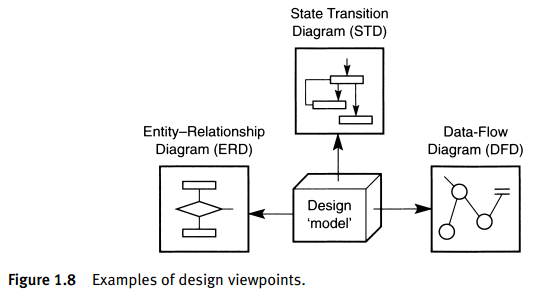 State Transition
Diagram (STD)
Entity–Relationship
Diagram (ERD)
Data-Flow
Diagram (DFD)
Design
‘model’
Figure 1.8 Examples of design viewpoints.